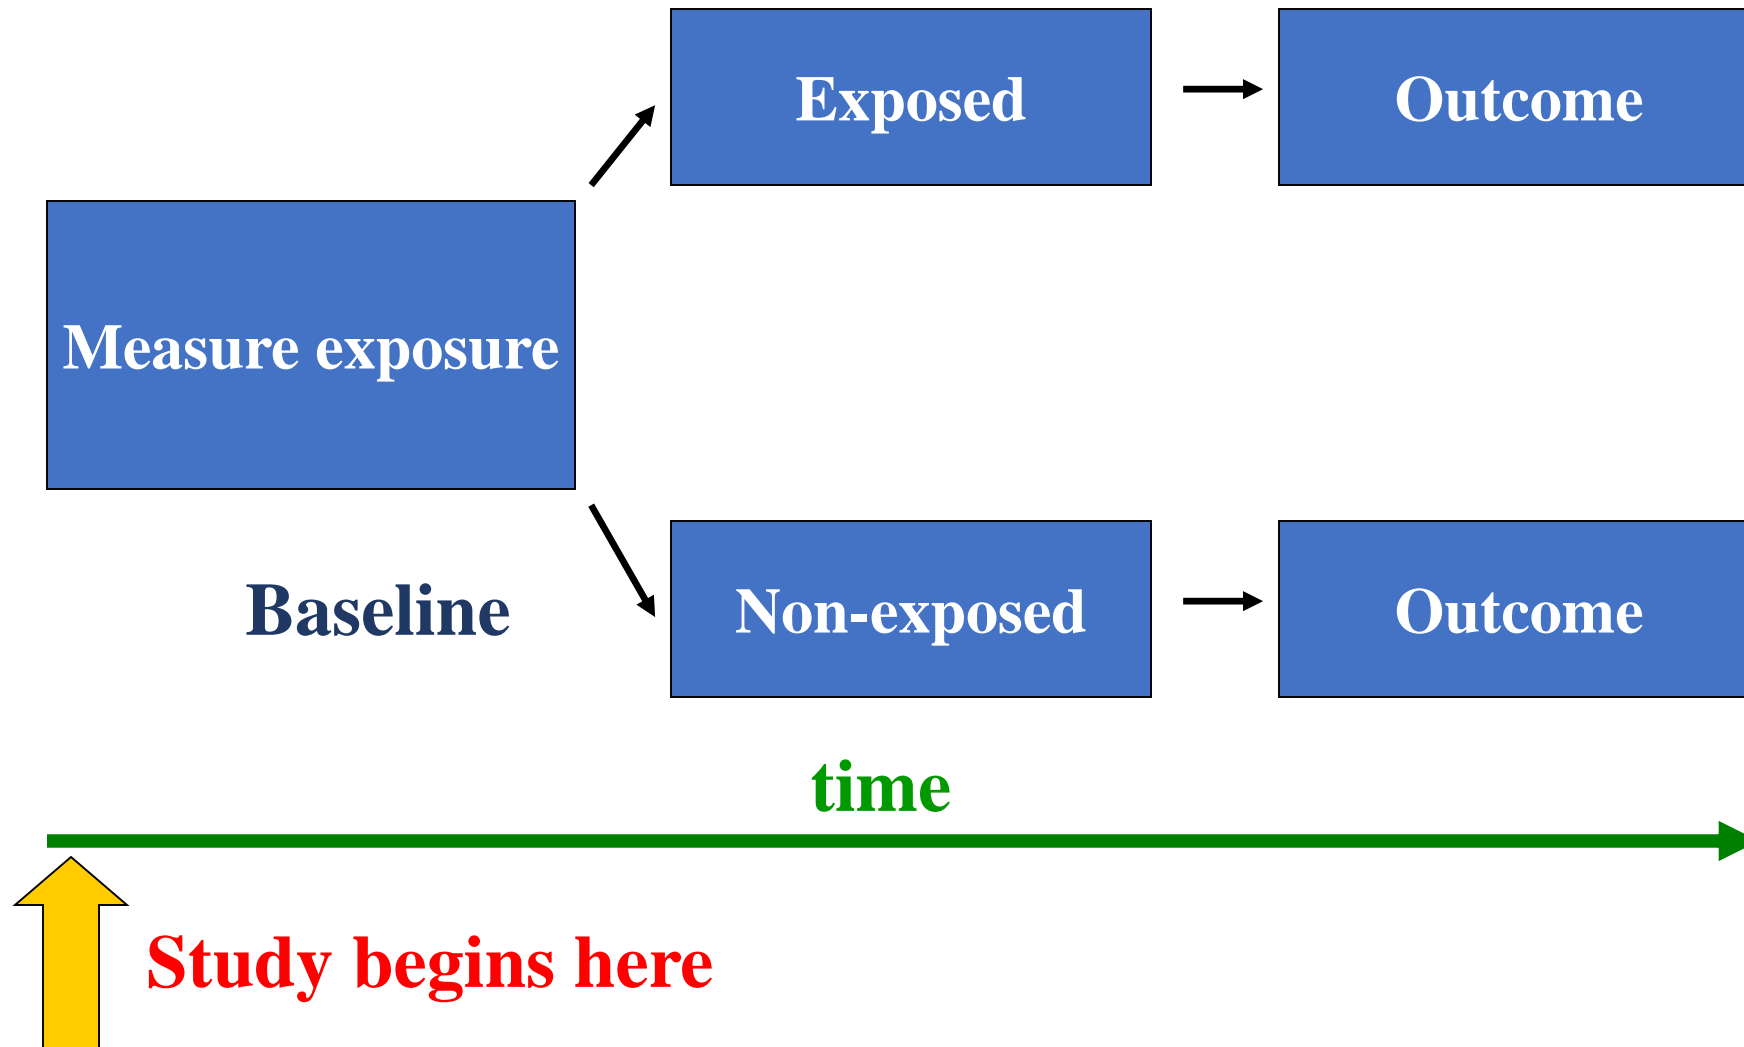 Exposed
Outcome
Measure exposure
Baseline
Non-exposed
Outcome
time
Study begins here